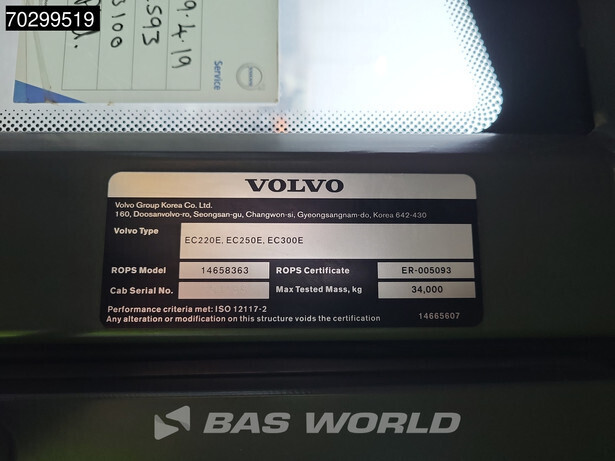 70299519
9.4.19
.593
3100
Service
VOLVO
Volvo Group Korea Co. Ltd.
160, Doosanvolvo-ro, Seongsan-gu, Changwon-si, Gyeongsangnam-do, Korea 642-430
Volvo Type
EC220E, EC250E, EC300E
ROPS Model 14658363 ROPS Certificate ER-005093
Cab Serial No. Max Tested Mass, kg 34,000
Performance criteria met: ISO 12117-2
Any alteration or modification on this structure voids the certification 14665607
BAS WORLD